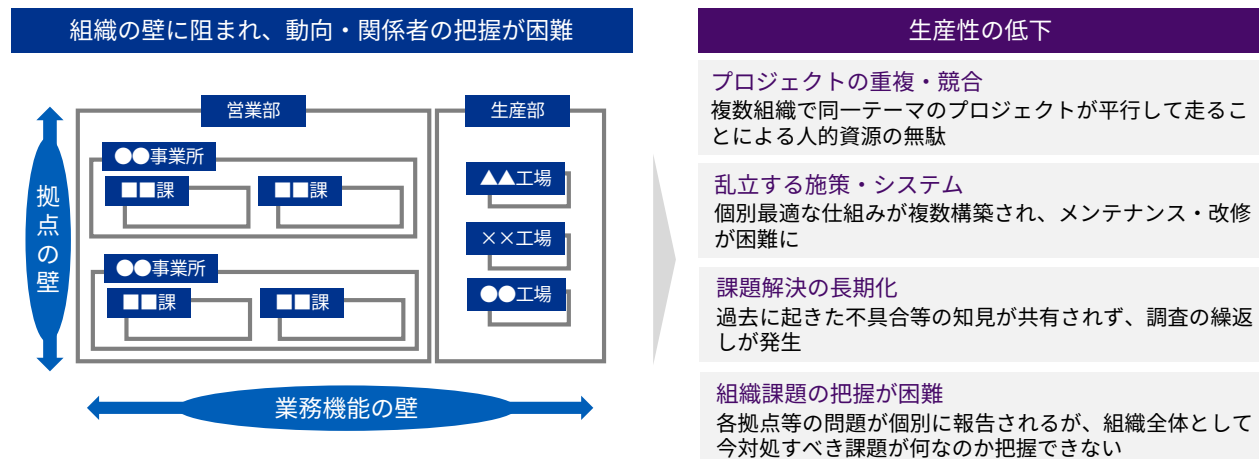 組織の壁に阻まれ、動向・関係者の把握が困難
営業部
生産部
●●事業所
■■課
■■課
●●事業所
■■課
■■課
▲▲工場
××工場
●●工場
拠点の壁
業務機能の壁
生産性の低下
プロジェクトの重複・競合
複数組織で同一テーマのプロジェクトが平行して走るこ
とによる人的資源の無駄
乱立する施策・システム
個別最適な仕組みが複数構築され、メンテナンス・改修
が困難に
課題解決の長期化
過去に起きた不具合等の知見が共有されず、調査の繰返
しが発生
組織課題の把握が困難
各拠点等の問題が個別に報告されるが、組織全体として
今対処すべき課題が何なのか把握できない